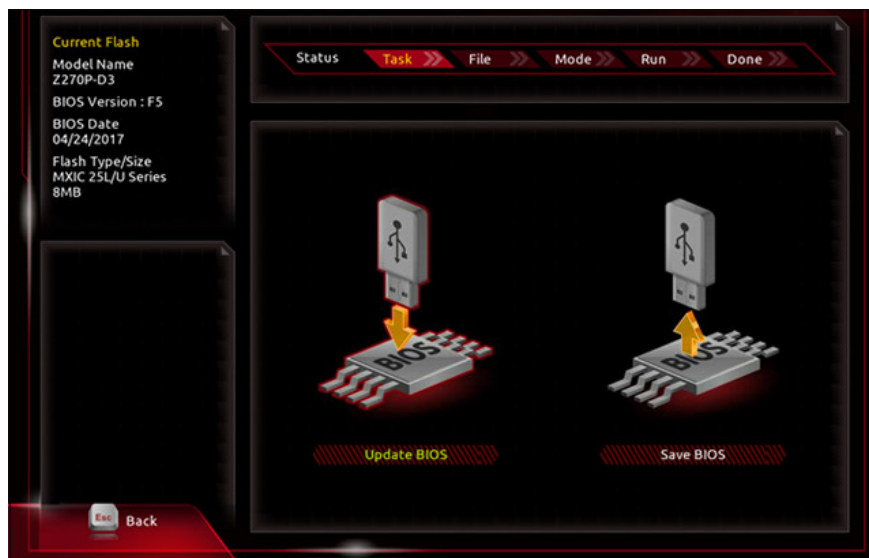 Current Flash
Model Name
Z270P-D3
BIOS Version : F5
BIOS Date
04/24/2017
Flash Type/Size
MXIC 25L/U Series
8MB
Status Task File Mode Run Done
BIOS
BIOS
Update BIOS
Save BIOS
Esc Back